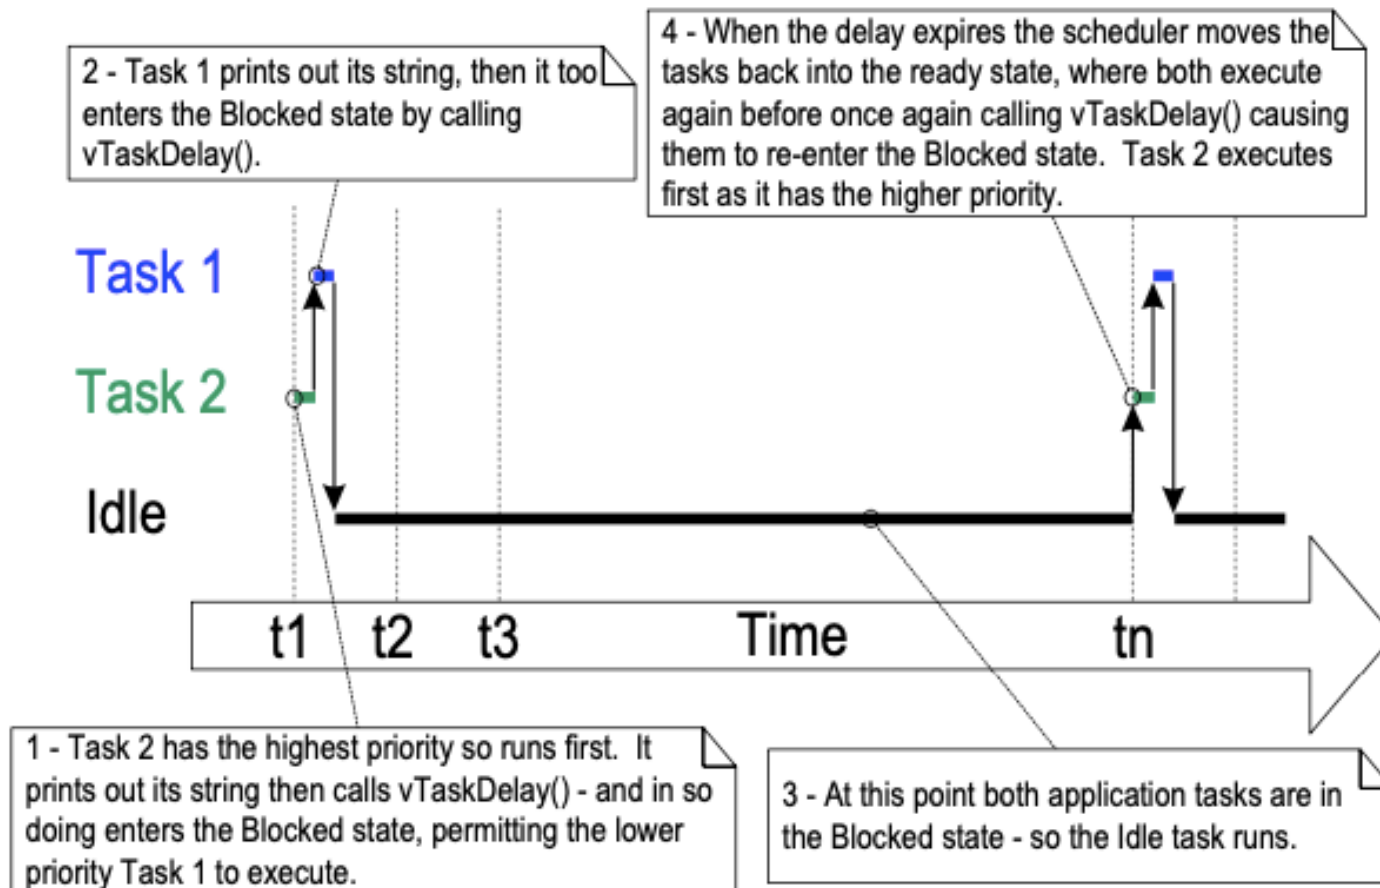 2 - Task 1 prints out its string, then it too
enters the Blocked state by calling
vTaskDelay().
4 - When the delay expires the scheduler moves the
tasks back into the ready state, where both execute
again before once again calling vTaskDelay() causing
them to re-enter the Blocked state.  Task 2 executes
first as it has the higher priority.
Task 1
Task 2
Idle
t1 t2 t3 Time tn
1 - Task 2 has the highest priority so runs first.  It
prints out its string then calls vTaskDelay() - and in so
doing enters the Blocked state, permitting the lower
priority Task 1 to execute.
3 - At this point both application tasks are in
the Blocked state - so the Idle task runs.